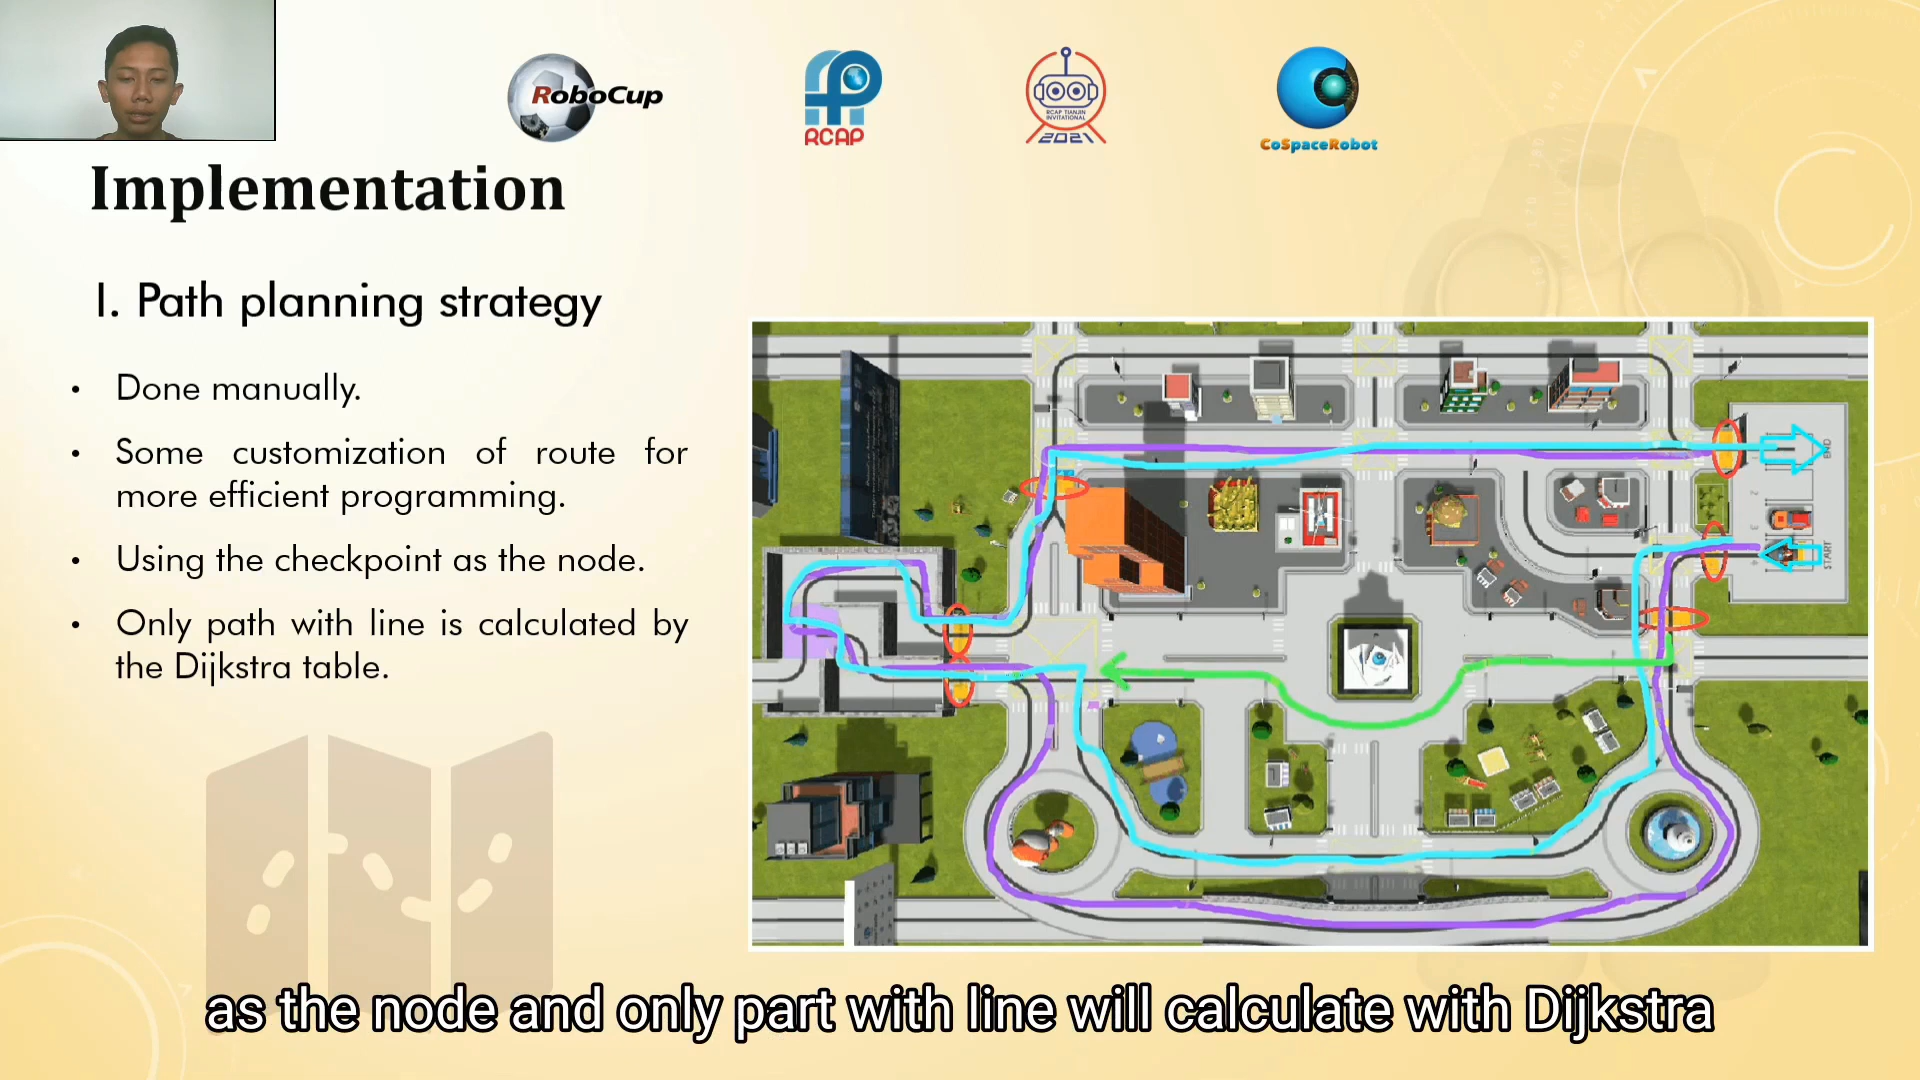 RoboCup
RCAP
RCAP TIANJIN
INVITATIONAL
2021
CoSpaceRobot
Implementation
I. Path planning strategy
• Done manually.
• Some customization of route for
more efficient programming.
• Using the checkpoint as the node.
• Only path with line is calculated by
the Dijkstra table.
END
START
as the node and only part with line will calculate with Dijkstra